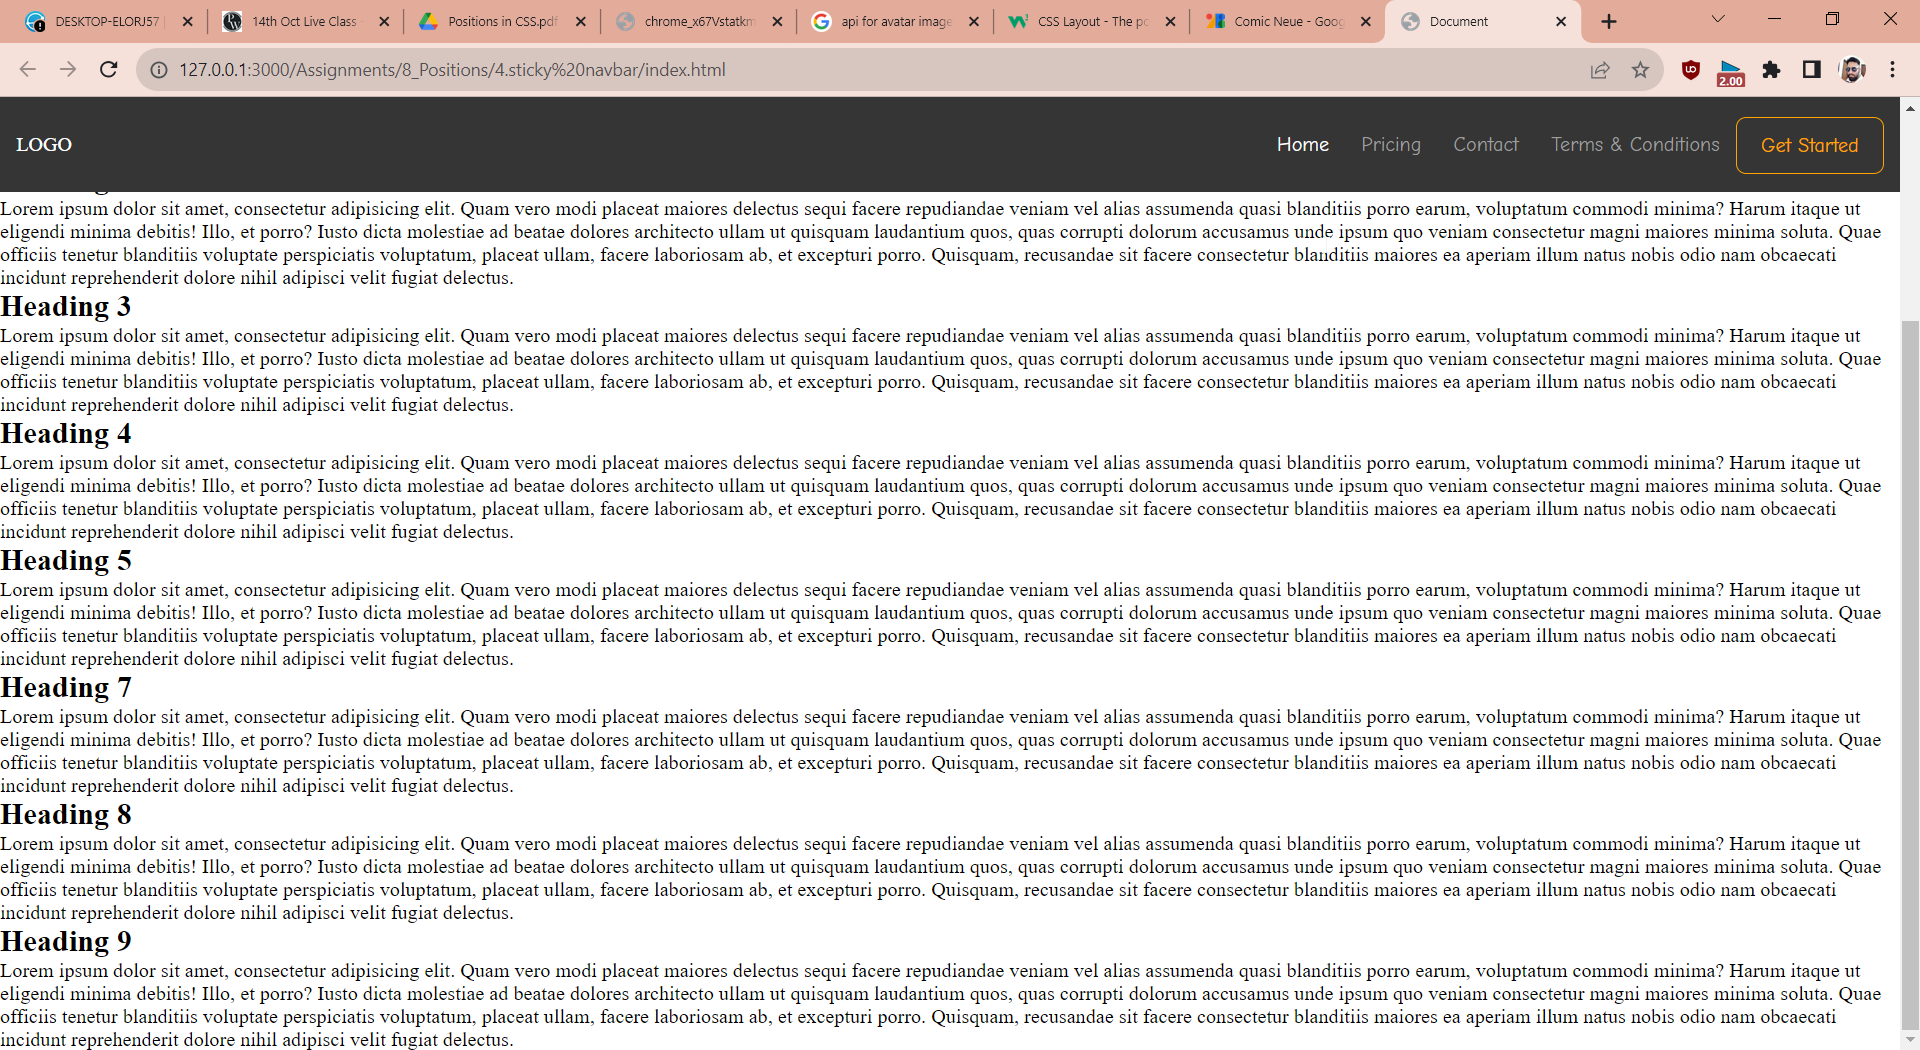 DESKTOP-ELORJ57
14th Oct Live Class
Positions in CSS.pdf
chrome_x67Vstatkm
api for avatar image
CSS Layout - The po
Comic Neue - Goog
Document
127.0.0.1:3000/Assignments/8_Positions/4.sticky%20navbar/index.html
2.00
LOGO
Home
Pricing
Contact
Terms & Conditions
Get Started
Lorem ipsum dolor sit amet, consectetur adipisicing elit. Quam vero modi placeat maiores delectus sequi facere repudiandae veniam vel alias assumenda quasi blanditiis porro earum, voluptatum commodi minima? Harum itaque ut
eligendi minima debitis! Illo, et porro? Iusto dicta molestiae ad beatae dolores architecto ullam ut quisquam laudantium quos, quas corrupti dolorum accusamus unde ipsum quo veniam consectetur magni maiores minima soluta. Quae
officiis tenetur blanditiis voluptate perspiciatis voluptatum, placeat ullam, facere laboriosam ab, et excepturi porro. Quisquam, recusandae sit facere consectetur blanditiis maiores ea aperiam illum natus nobis odio nam obcaecati
incidunt reprehenderit dolore nihil adipisci velit fugiat delectus.
Heading 3
Lorem ipsum dolor sit amet, consectetur adipisicing elit. Quam vero modi placeat maiores delectus sequi facere repudiandae veniam vel alias assumenda quasi blanditiis porro earum, voluptatum commodi minima? Harum itaque ut
eligendi minima debitis! Illo, et porro? Iusto dicta molestiae ad beatae dolores architecto ullam ut quisquam laudantium quos, quas corrupti dolorum accusamus unde ipsum quo veniam consectetur magni maiores minima soluta. Quae
officiis tenetur blanditiis voluptate perspiciatis voluptatum, placeat ullam, facere laboriosam ab, et excepturi porro. Quisquam, recusandae sit facere consectetur blanditiis maiores ea aperiam illum natus nobis odio nam obcaecati
incidunt reprehenderit dolore nihil adipisci velit fugiat delectus.
Heading 4
Lorem ipsum dolor sit amet, consectetur adipisicing elit. Quam vero modi placeat maiores delectus sequi facere repudiandae veniam vel alias assumenda quasi blanditiis porro earum, voluptatum commodi minima? Harum itaque ut
eligendi minima debitis! Illo, et porro? Iusto dicta molestiae ad beatae dolores architecto ullam ut quisquam laudantium quos, quas corrupti dolorum accusamus unde ipsum quo veniam consectetur magni maiores minima soluta. Quae
officiis tenetur blanditiis voluptate perspiciatis voluptatum, placeat ullam, facere laboriosam ab, et excepturi porro. Quisquam, recusandae sit facere consectetur blanditiis maiores ea aperiam illum natus nobis odio nam obcaecati
incidunt reprehenderit dolore nihil adipisci velit fugiat delectus.
Heading 5
Lorem ipsum dolor sit amet, consectetur adipisicing elit. Quam vero modi placeat maiores delectus sequi facere repudiandae veniam vel alias assumenda quasi blanditiis porro earum, voluptatum commodi minima? Harum itaque ut
eligendi minima debitis! Illo, et porro? Iusto dicta molestiae ad beatae dolores architecto ullam ut quisquam laudantium quos, quas corrupti dolorum accusamus unde ipsum quo veniam consectetur magni maiores minima soluta. Quae
officiis tenetur blanditiis voluptate perspiciatis voluptatum, placeat ullam, facere laboriosam ab, et excepturi porro. Quisquam, recusandae sit facere consectetur blanditiis maiores ea aperiam illum natus nobis odio nam obcaecati
incidunt reprehenderit dolore nihil adipisci velit fugiat delectus.
Heading 7
Lorem ipsum dolor sit amet, consectetur adipisicing elit. Quam vero modi placeat maiores delectus sequi facere repudiandae veniam vel alias assumenda quasi blanditiis porro earum, voluptatum commodi minima? Harum itaque ut
eligendi minima debitis! Illo, et porro? Iusto dicta molestiae ad beatae dolores architecto ullam ut quisquam laudantium quos, quas corrupti dolorum accusamus unde ipsum quo veniam consectetur magni maiores minima soluta. Quae
officiis tenetur blanditiis voluptate perspiciatis voluptatum, placeat ullam, facere laboriosam ab, et excepturi porro. Quisquam, recusandae sit facere consectetur blanditiis maiores ea aperiam illum natus nobis odio nam obcaecati
incidunt reprehenderit dolore nihil adipisci velit fugiat delectus.
Heading 8
Lorem ipsum dolor sit amet, consectetur adipisicing elit. Quam vero modi placeat maiores delectus sequi facere repudiandae veniam vel alias assumenda quasi blanditiis porro earum, voluptatum commodi minima? Harum itaque ut
eligendi minima debitis! Illo, et porro? Iusto dicta molestiae ad beatae dolores architecto ullam ut quisquam laudantium quos, quas corrupti dolorum accusamus unde ipsum quo veniam consectetur magni maiores minima soluta. Quae
officiis tenetur blanditiis voluptate perspiciatis voluptatum, placeat ullam, facere laboriosam ab, et excepturi porro. Quisquam, recusandae sit facere consectetur blanditiis maiores ea aperiam illum natus nobis odio nam obcaecati
incidunt reprehenderit dolore nihil adipisci velit fugiat delectus.
Heading 9
Lorem ipsum dolor sit amet, consectetur adipisicing elit. Quam vero modi placeat maiores delectus sequi facere repudiandae veniam vel alias assumenda quasi blanditiis porro earum, voluptatum commodi minima? Harum itaque ut
eligendi minima debitis! Illo, et porro? Iusto dicta molestiae ad beatae dolores architecto ullam ut quisquam laudantium quos, quas corrupti dolorum accusamus unde ipsum quo veniam consectetur magni maiores minima soluta. Quae
officiis tenetur blanditiis voluptate perspiciatis voluptatum, placeat ullam, facere laboriosam ab, et excepturi porro. Quisquam, recusandae sit facere consectetur blanditiis maiores ea aperiam illum natus nobis odio nam obcaecati
incidunt reprehenderit dolore nihil adipisci velit fugiat delectus.